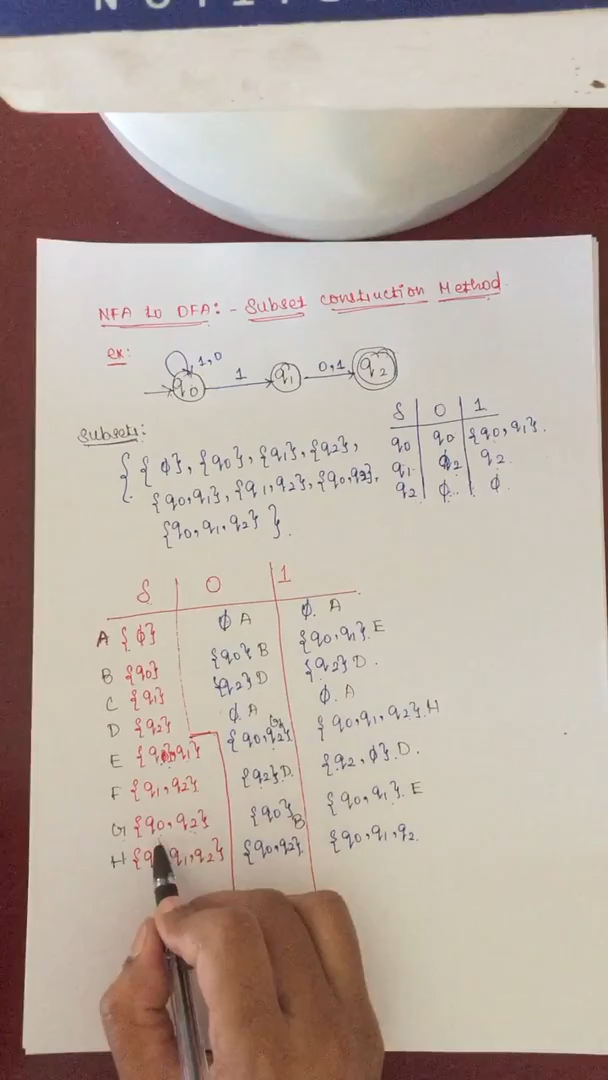 NFA to DFA: - Subset construction Method
ex:
1,0
q0 1 q1 0,1 q2
δ 0 1
q0 q0 {q0, q1}.
q1 q2 q2.
q2 ϕ. ϕ.
Subsets:
{ {ϕ}, {q0}, {q1}, {q2},
{q0,q1}, {q1,q2}, {q0,q2},
{q0, q1, q2} }.
δ 0 1
A {ϕ} ϕ A ϕ. A
B {q0} {q0} B {q0, q1} E
C {q1} {q2} D {q2} D.
D {q2} ϕ. A ϕ. A
E {q0,q1} {q0,q2} G {q0,q1,q2} H
F {q1,q2} {q2} D. {q2, ϕ}. D.
G {q0, q2} {q0} B {q0, q1}. E
H q1,q2} {q0,q2} {q0, q1, q2.